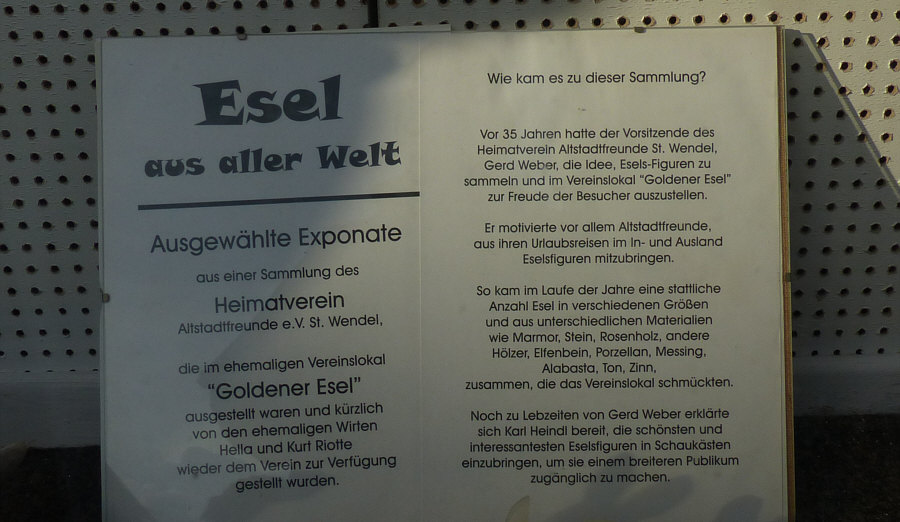 Esel
aus aller Welt
Ausgewählte Exponate
aus einer Sammlung des
Heimatverein
Altstadtfreunde e.V. St. Wendel,
die im ehemaligen Vereinslokal
“Goldener Esel”
ausgestellt waren und kürzlich
von den ehemaligen Wirten
Hella und Kurt Riotte
wieder dem Verein zur Verfügung
gestellt wurden.
Wie kam es zu dieser Sammlung?
Vor 35 Jahren hatte der Vorsitzende des
Heimatverein Altstadtfreunde St. Wendel,
Gerd Weber, die Idee, Esels-Figuren zu
sammeln und im Vereinslokal “Goldener Esel”
zur Freude der Besucher auszustellen.
Er motivierte vor allem Altstadtfreunde,
aus ihren Urlaubsreisen im In- und Ausland
Eselsfiguren mitzubringen.
So kam im Laufe der Jahre eine stattliche
Anzahl Esel in verschiedenen Größen
und aus unterschiedlichen Materialien
wie Marmor, Stein, Rosenholz, andere
Hölzer, Elfenbein, Porzellan, Messing,
Alabasta, Ton, Zinn,
zusammen, die das Vereinslokal schmückten.
Noch zu Lebzeiten von Gerd Weber erklärte
sich Karl Heindl bereit, die schönsten und
interessantesten Eselsfiguren in Schaukästen
einzubringen, um sie einem breiteren Publikum
zugänglich zu machen.